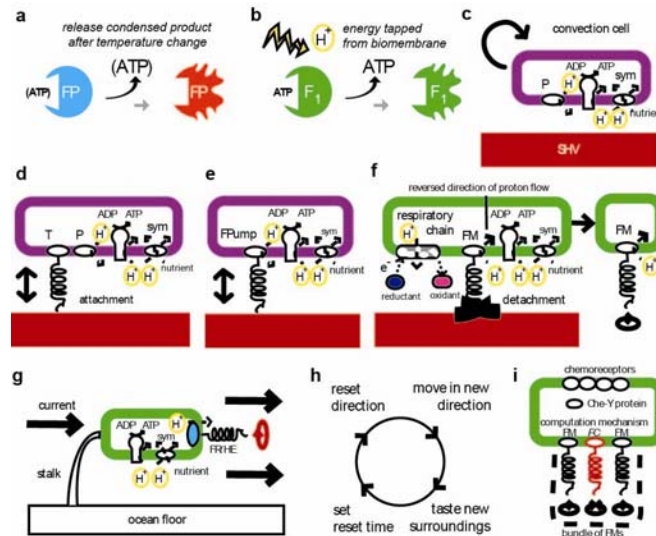 a
release condensed product
after temperature change
(ATP)
(ATP)
FP
FP
b
energy tapped
from biomembrane
H+
ATP
ATP
F1
F1
c
convection cell
ADP ATP
P
H+
sym
H+ H+
nutrient
SHV
d
ADP ATP
T P
H+
sym
H+ H+
nutrient
attachment
e
ADP ATP
FPump
H+
sym
H+ H+
nutrient
f
reversed direction of proton flow
H+
respiratory
chain
ADP ATP
FM
sym
e-
H+
H+ H+
nutrient
reductant
oxidant
detachment
FM
H+
g
current
ADP ATP
H+
sym
nutrient
H+ H+
stalk
ocean floor
h
reset
direction
move in new
direction
set
reset time
taste new
surroundings
i
chemoreceptors
Che-Y protein
computation mechanism
FM FC FM
bundle of FMs